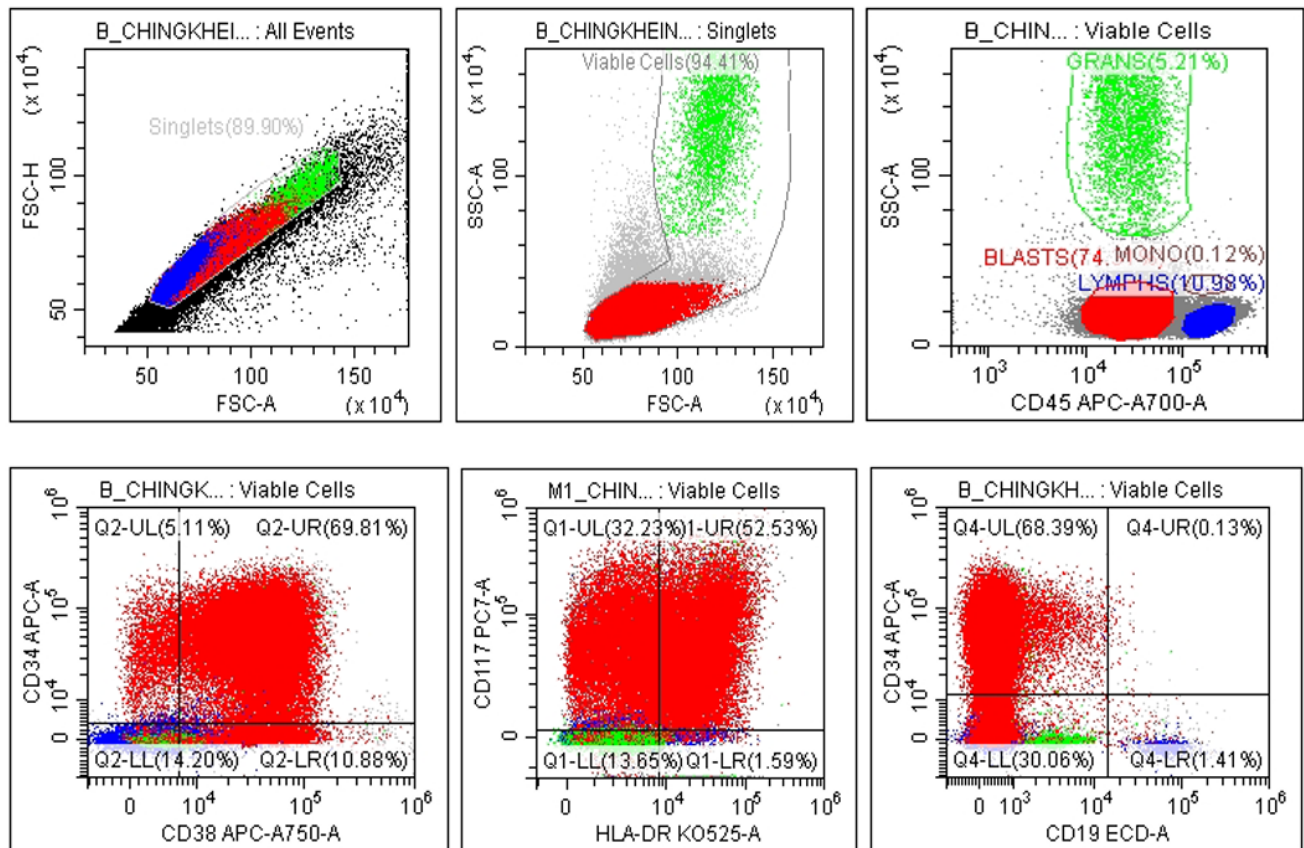 B_CHINGKHEI... : All Events
Singlets(89.90%)
FSC-H (x 10⁴)
100
50
50 100 150
FSC-A (x 10⁴)
B_CHINGKHEIN... : Singlets
Viable Cells(94.41%)
SSC-A (x 10⁴)
100
0
50 100 150
FSC-A (x 10⁴)
B_CHIN... : Viable Cells
GRANS(5.21%)
BLASTS(74. MONO(0.12%)
LYMPHS(10.98%)
SSC-A (x 10⁴)
100
0
10³ 10⁴ 10⁵
CD45 APC-A700-A
B_CHINGK... : Viable Cells
Q2-UL(5.11%) Q2-UR(69.81%)
Q2-LL(14.20%) Q2-LR(10.88%)
CD34 APC-A
10⁶
10⁵
10⁴
0
0 10⁴ 10⁵ 10⁶
CD38 APC-A750-A
M1_CHIN... : Viable Cells
Q1-UL(32.23%) 1-UR(52.53%)
Q1-LL(13.65%) Q1-LR(1.59%)
CD117 PC7-A
10⁶
10⁵
0
0 10⁴ 10⁵ 10⁶
HLA-DR KO525-A
B_CHINGKH... : Viable Cells
Q4-UL(68.39%) Q4-UR(0.13%)
Q4-LL(30.06%) Q4-LR(1.41%)
CD34 APC-A
10⁶
10⁵
10⁴
0
0 10³ 10⁴ 10⁵ 10⁶
CD19 ECD-A